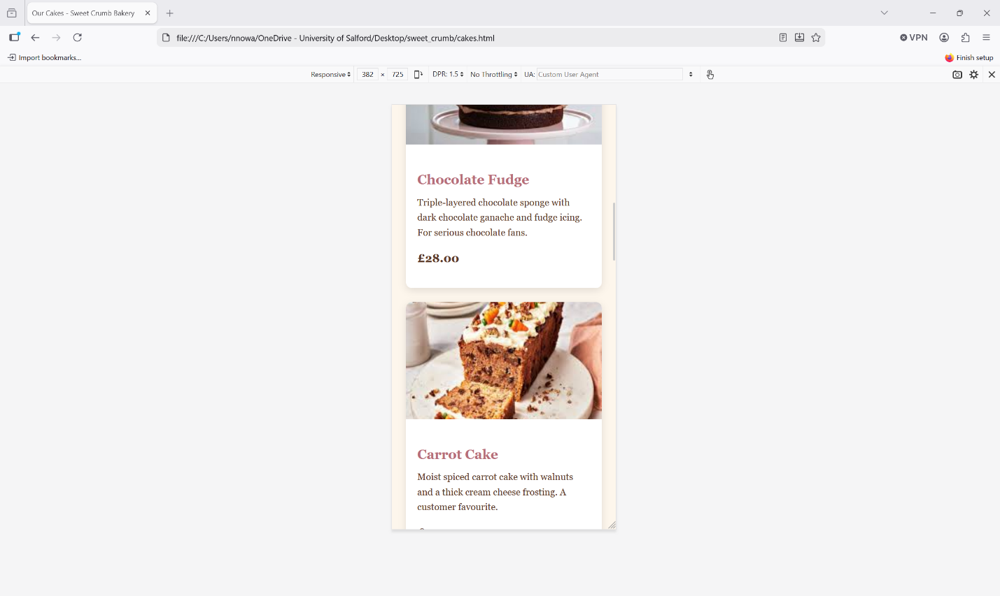 Our Cakes - Sweet Crumb Bakery
file:///C:/Users/nnowa/OneDrive - University of Salford/Desktop/sweet_crumb/cakes.html
VPN
Import bookmarks...
Finish setup
Responsive 382 × 725 DPR: 1.5 No Throttling UA: Custom User Agent
Chocolate Fudge
Triple-layered chocolate sponge with
dark chocolate ganache and fudge icing.
For serious chocolate fans.
£28.00
Carrot Cake
Moist spiced carrot cake with walnuts
and a thick cream cheese frosting. A
customer favourite.